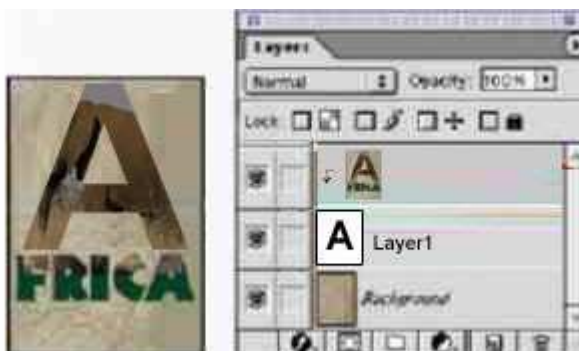 A
FRICA
Layers
Normal
Opacity: 100%
Lock:
A
FRICA
A
Layer1
Background